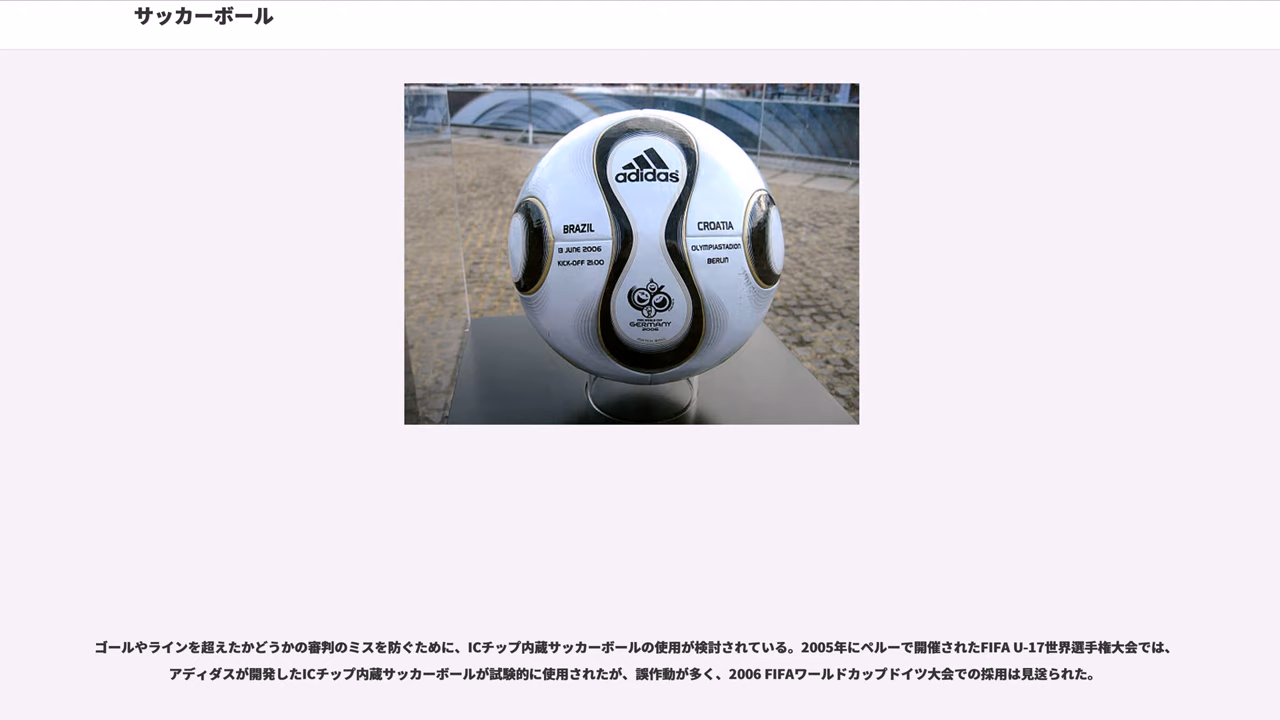 サッカーボール
adidas
BRAZIL
13 JUNE 2006
KICK-OFF 21:00
CROATIA
OLYMPIASTADION
BERLIN
GERMANY
2006
ゴールやラインを超えたかどうかの審判のミスを防ぐために、ICチップ内蔵サッカーボールの使用が検討されている。2005年にペルーで開催されたFIFA U-17世界選手権大会では、
アディダスが開発したICチップ内蔵サッカーボールが試験的に使用されたが、誤作動が多く、2006 FIFAワールドカップドイツ大会での採用は見送られた。